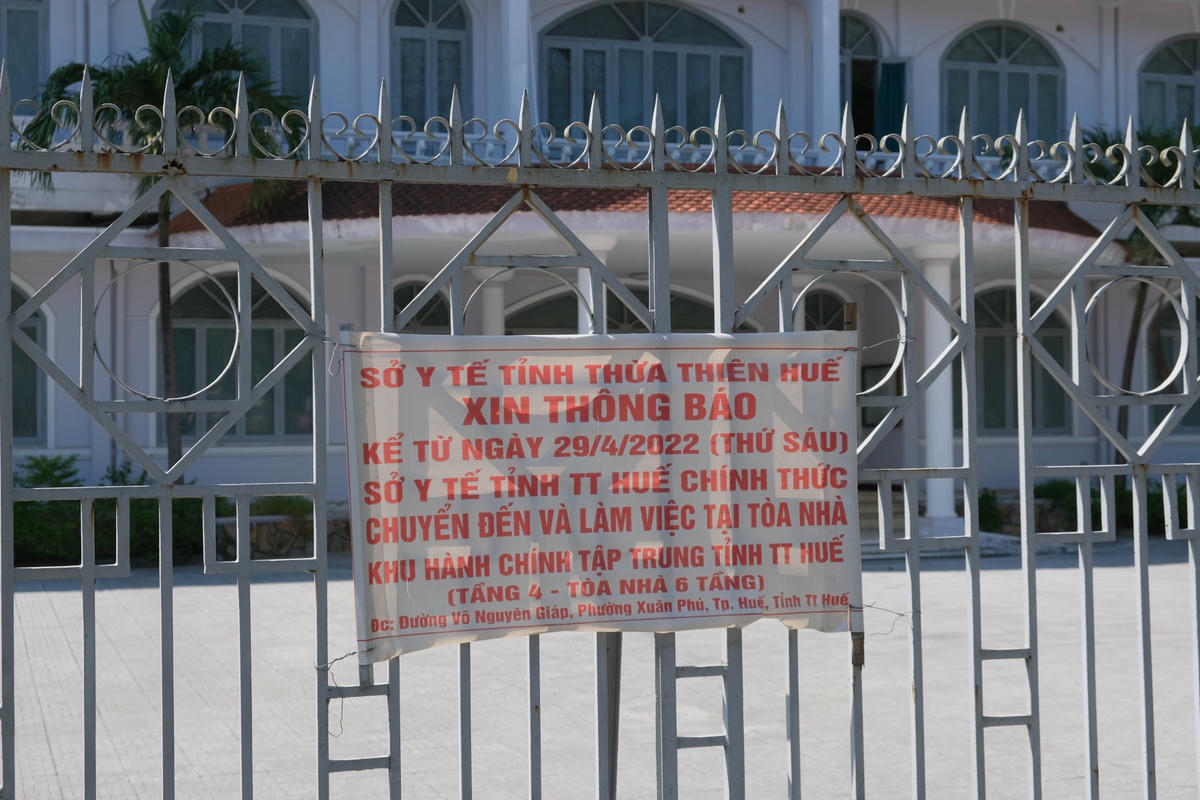 SỞ Y TẾ TỈNH THỪA THIÊN HUẾ
XIN THÔNG BÁO
KỂ TỪ NGÀY 29/4/2022 (THỨ SÁU)
SỞ Y TẾ TỈNH TT HUẾ CHÍNH THỨC
CHUYỂN ĐẾN VÀ LÀM VIỆC TẠI TÒA NHÀ
KHU HÀNH CHÍNH TẬP TRUNG TỈNH TT HUẾ
(TẦNG 4 - TÒA NHÀ 6 TẦNG)
Đc: Đường Võ Nguyên Giáp, Phường Xuân Phú, Tp. Huế, Tỉnh Tt Huế